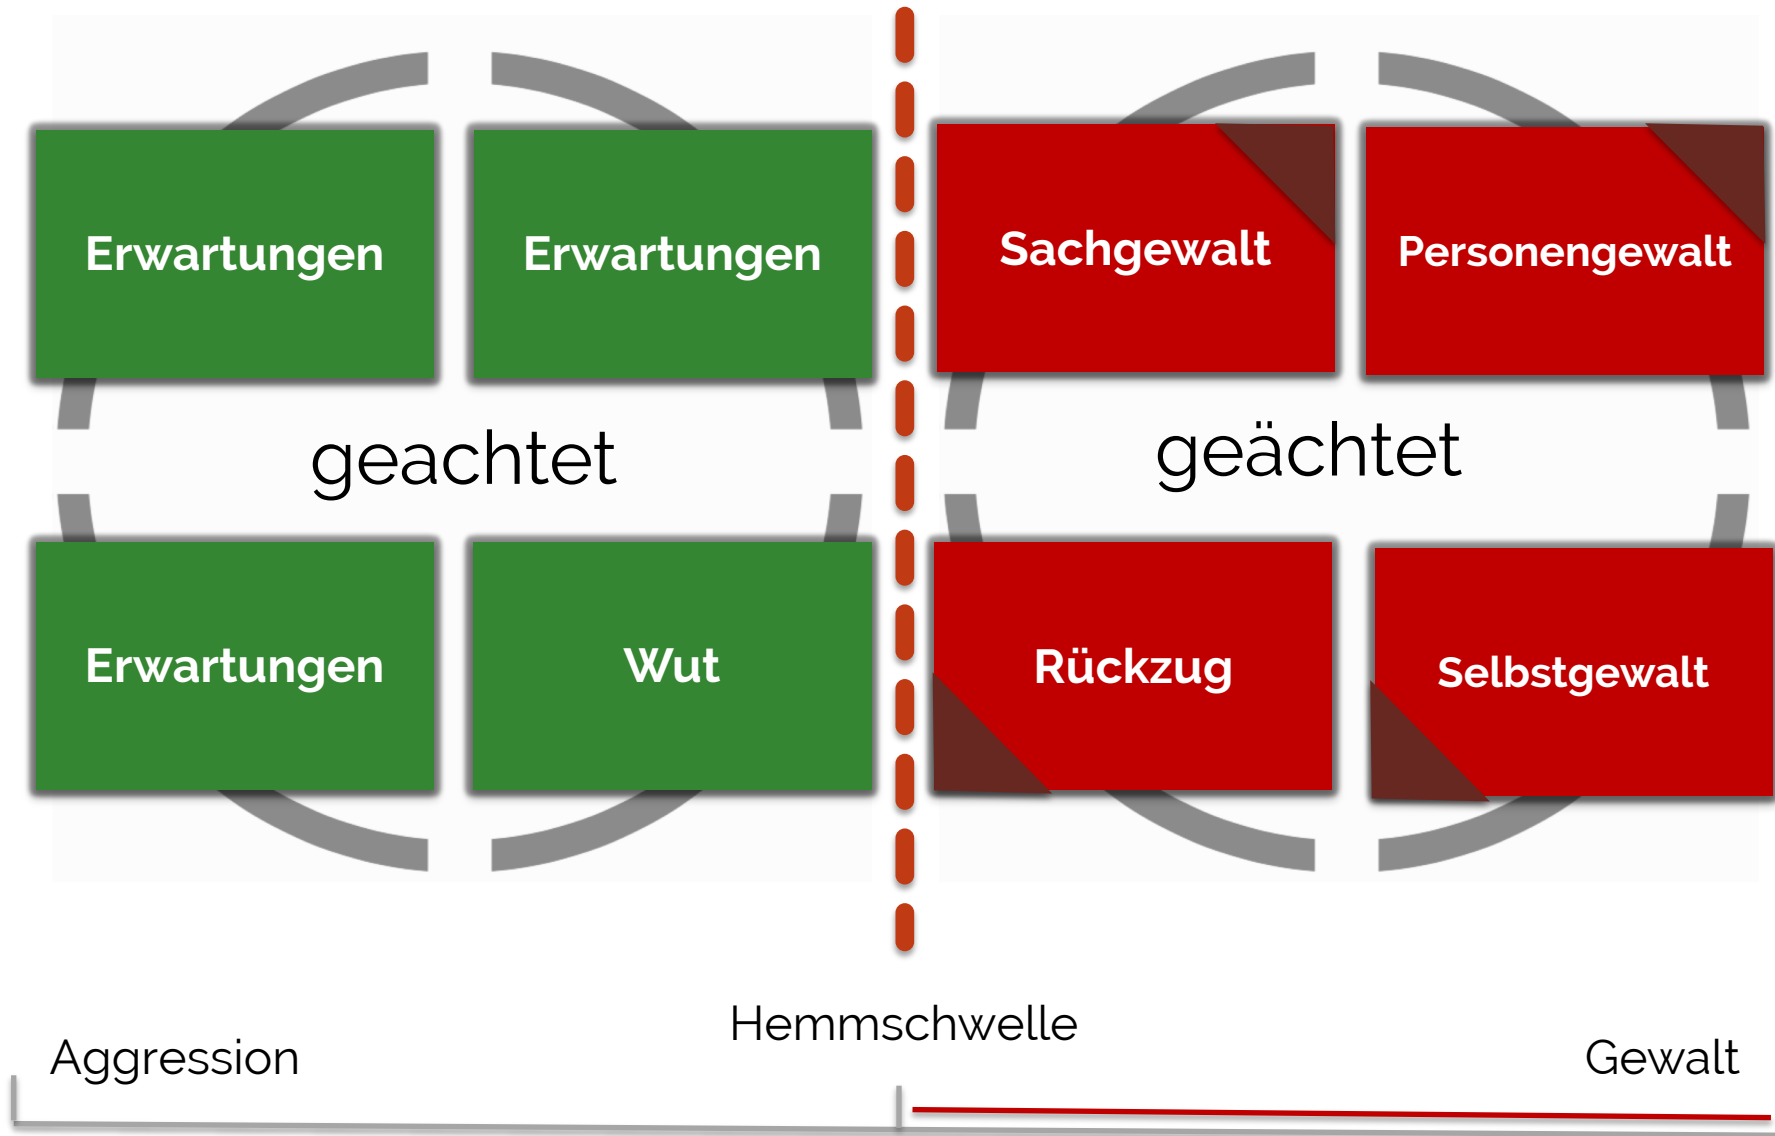 Erwartungen
Erwartungen
geachtet
Erwartungen
Wut
Sachgewalt
Personengewalt
geächtet
Rückzug
Selbstgewalt
Hemmschwelle
Aggression
Gewalt